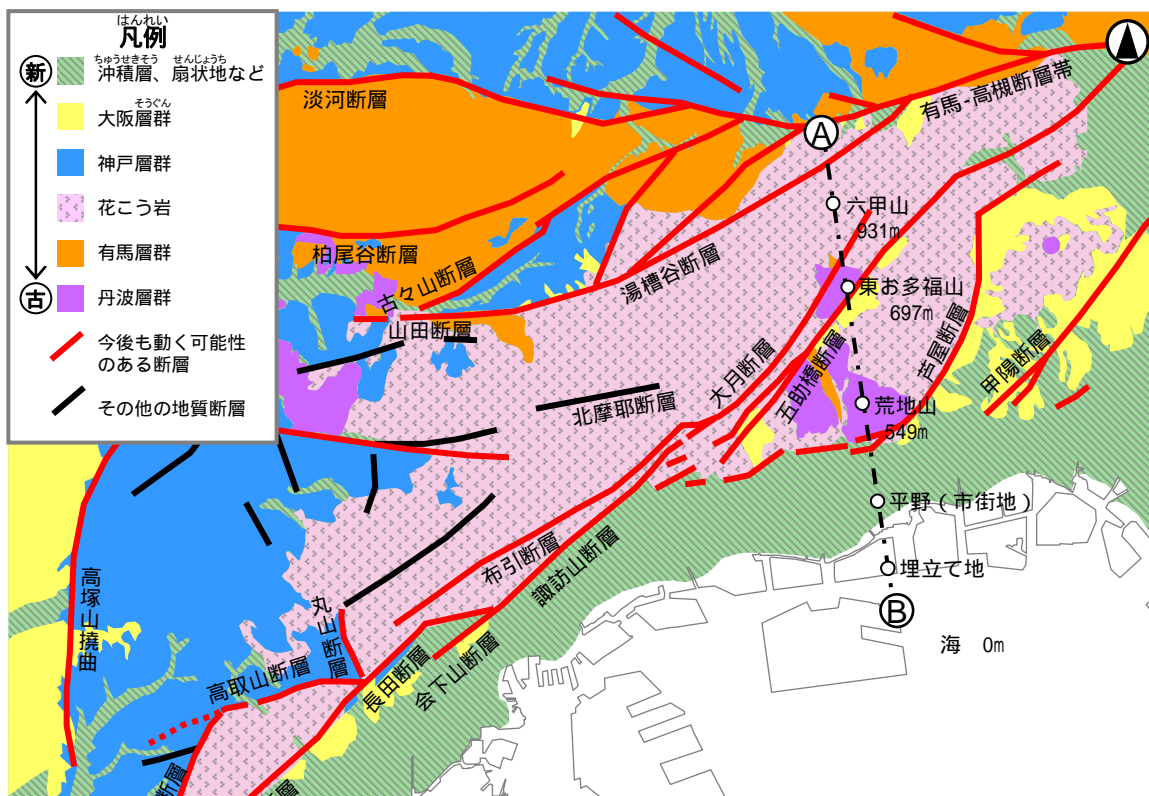 はんれい
凡例
新
ちゅうせきそう せんじょうち
沖積層、扇状地など
そうぐん
大阪層群
神戸層群
花こう岩
有馬層群
古
丹波層群
今後も動く可能性
のある断層
その他の地質断層
淡河断層
有馬-高槻断層帯
A
六甲山
931m
柏尾谷断層
古々山断層
湯槽谷断層
山田断層
東お多福山
697m
大月断層
五助橋断層
芦屋断層
甲陽断層
北摩耶断層
荒地山
549m
平野(市街地)
布引断層
諏訪山断層
埋立て地
高塚山撓曲
丸山断層
B
海 0m
高取山断層
長田断層
会下山断層
断層
層